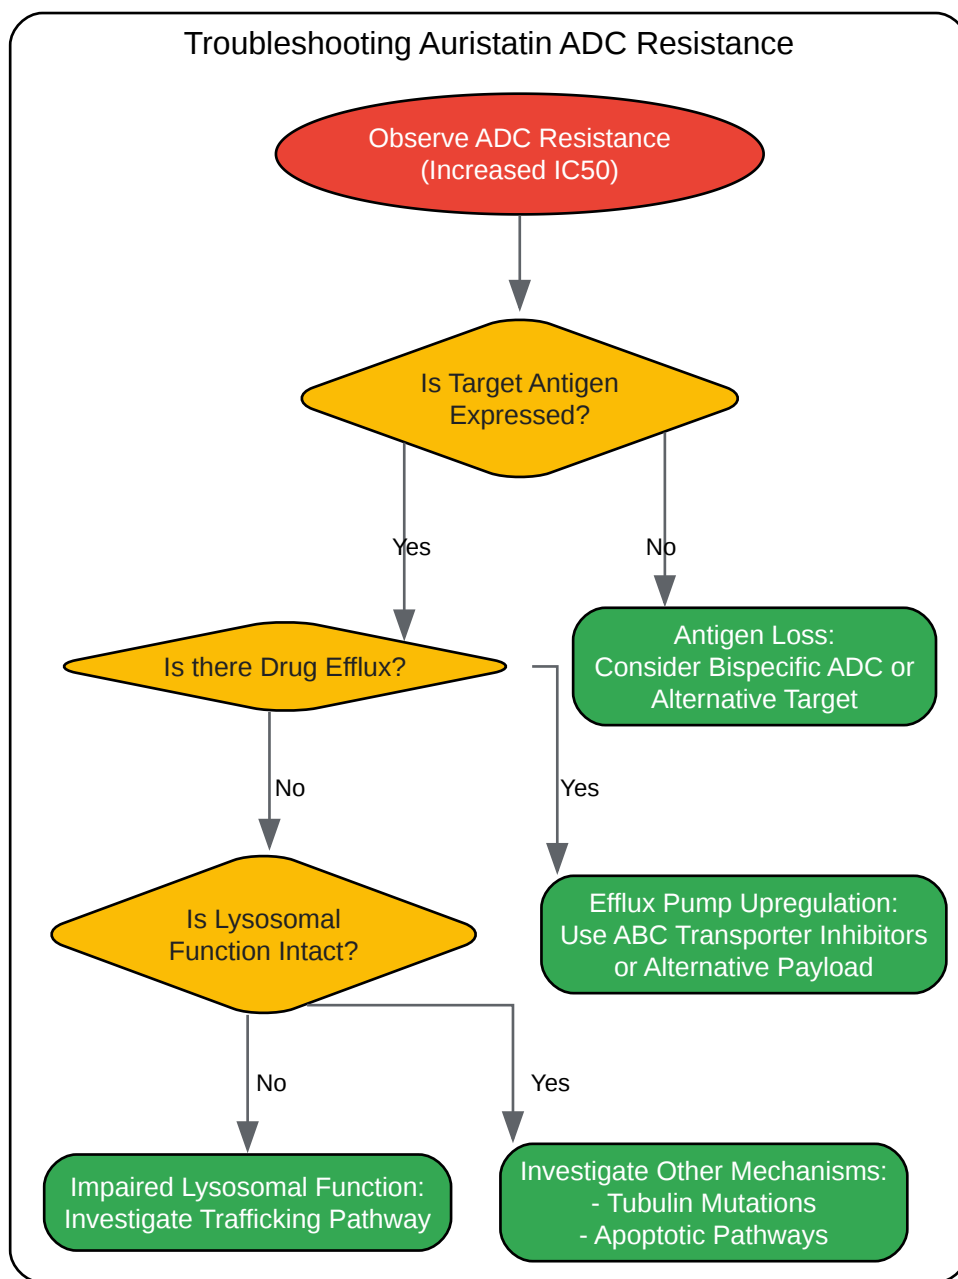 Troubleshooting Auristatin ADC Resistance
Observe ADC Resistance
(Increased IC50)
Is Target Antigen
Expressed?
Yes
No
Antigen Loss:
Consider Bispecific ADC or
Alternative Target
Is there Drug Efflux?
No
Yes
Efflux Pump Upregulation:
Use ABC Transporter Inhibitors
or Alternative Payload
Is Lysosomal
Function Intact?
No
Yes
Impaired Lysosomal Function:
Investigate Trafficking Pathway
Investigate Other Mechanisms:
- Tubulin Mutations
- Apoptotic Pathways